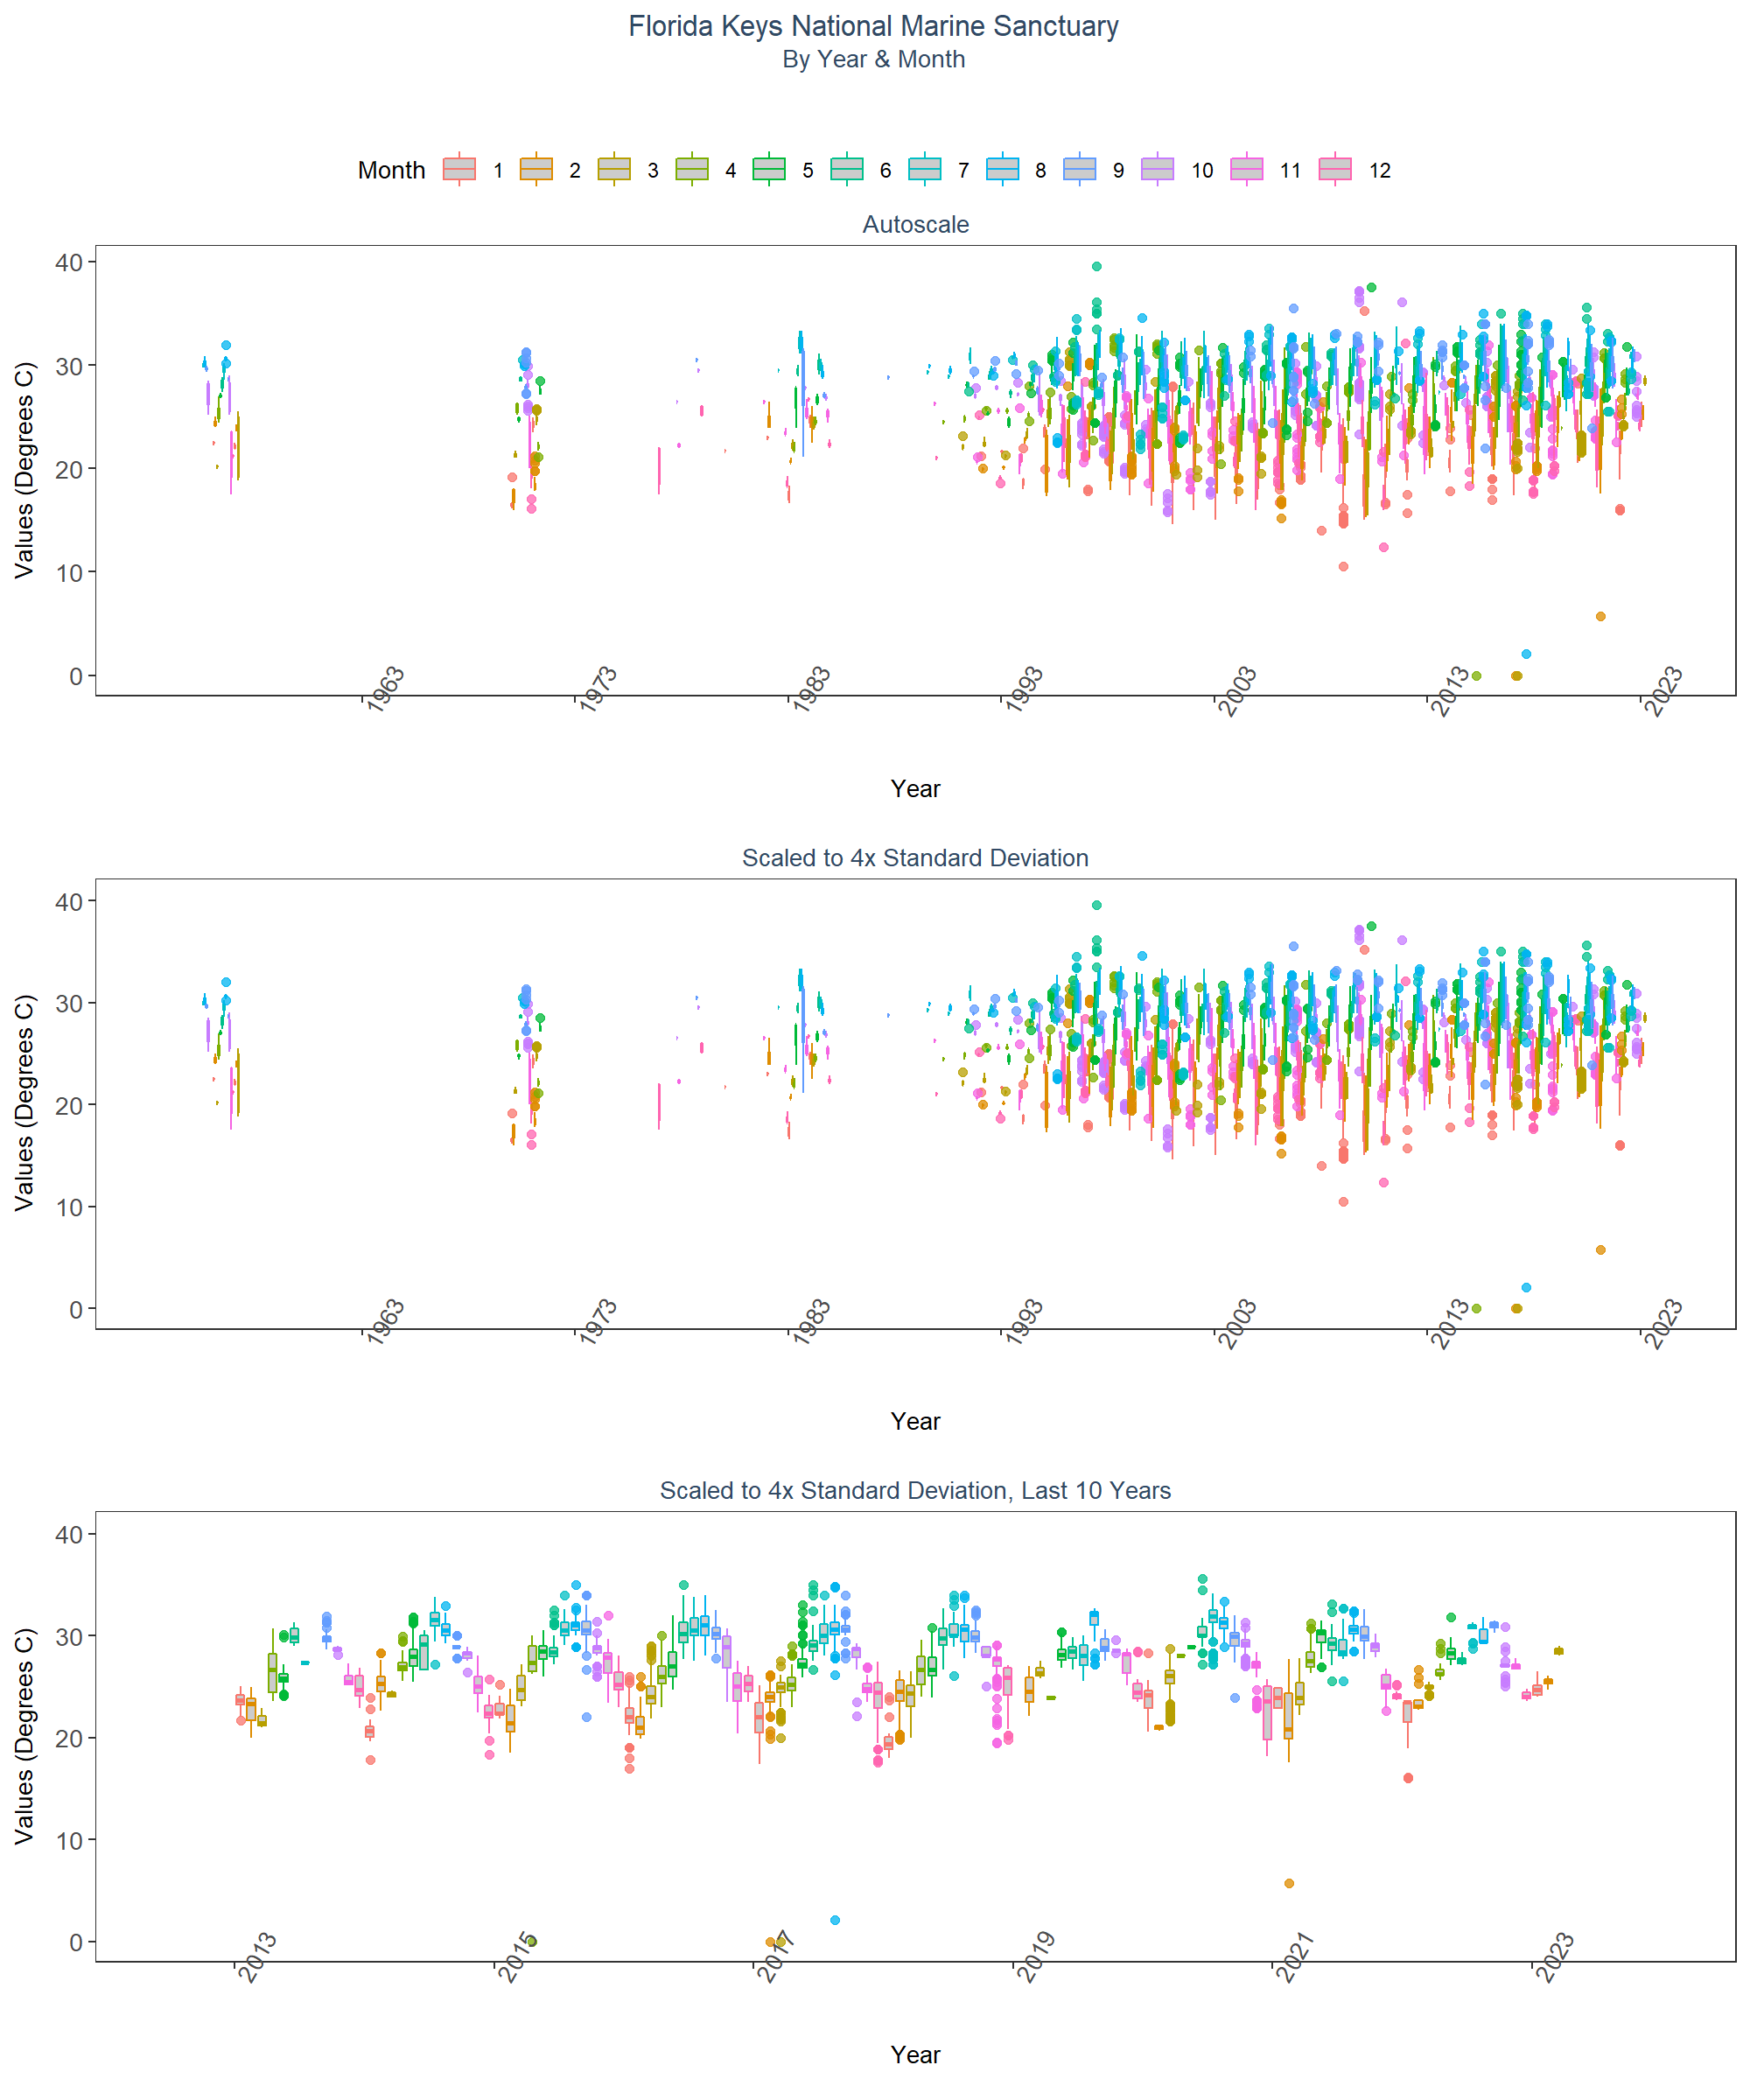 Florida Keys National Marine Sanctuary
By Year & Month
Month 1 2 3 4 5 6 7 8 9 10 11 12
Autoscale
Values (Degrees C)
40
30
20
10
0
1963 1973 1983 1993 2003 2013 2023
Year
Scaled to 4x Standard Deviation
Values (Degrees C)
40
30
20
10
0
1963 1973 1983 1993 2003 2013 2023
Year
Scaled to 4x Standard Deviation, Last 10 Years
Values (Degrees C)
40
30
20
10
0
2013 2015 2017 2019 2021 2023
Year